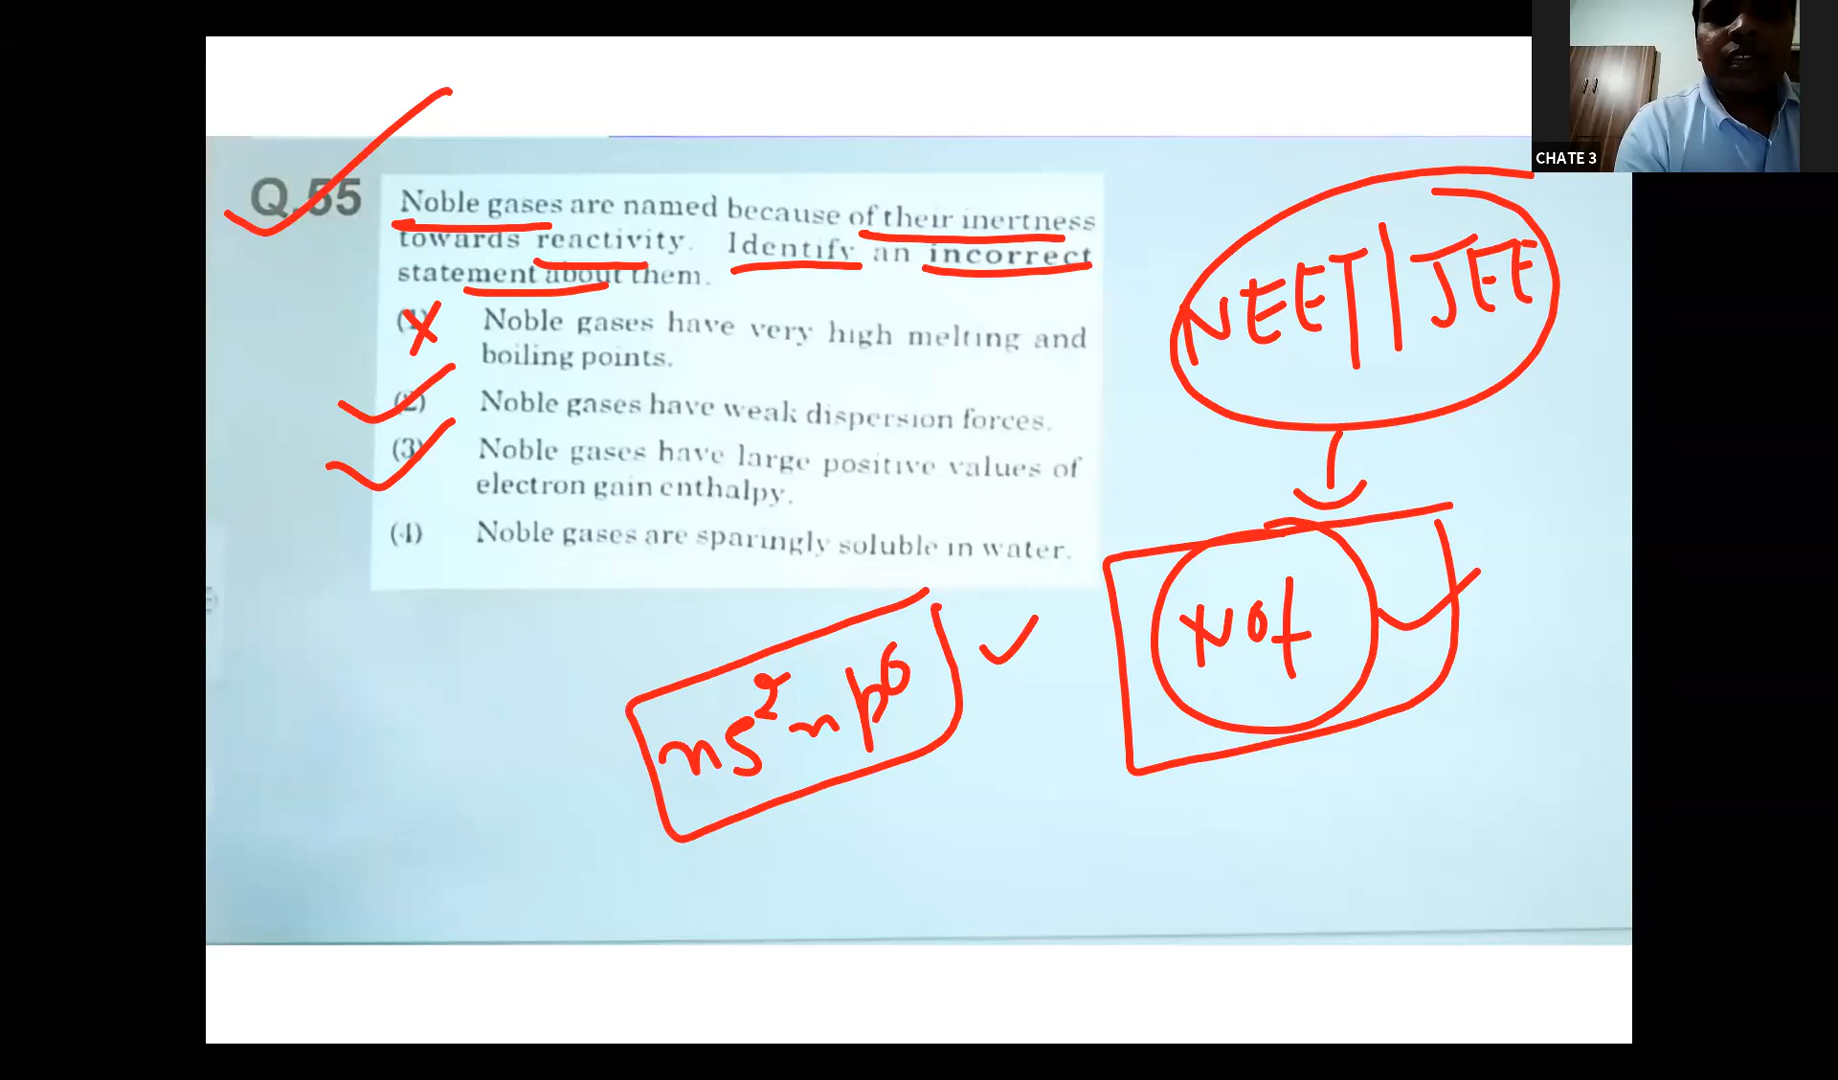 CHATE 3
Q.55
Noble gases are named because of their inertness
towards reactivity. Identify an incorrect
statement about them.
(1) Noble gases have very high melting and
boiling points.
(2) Noble gases have weak dispersion forces.
(3) Noble gases have large positive values of
electron gain enthalpy.
(4) Noble gases are sparingly soluble in water.
NEET | JEE
Not
ns² np⁶